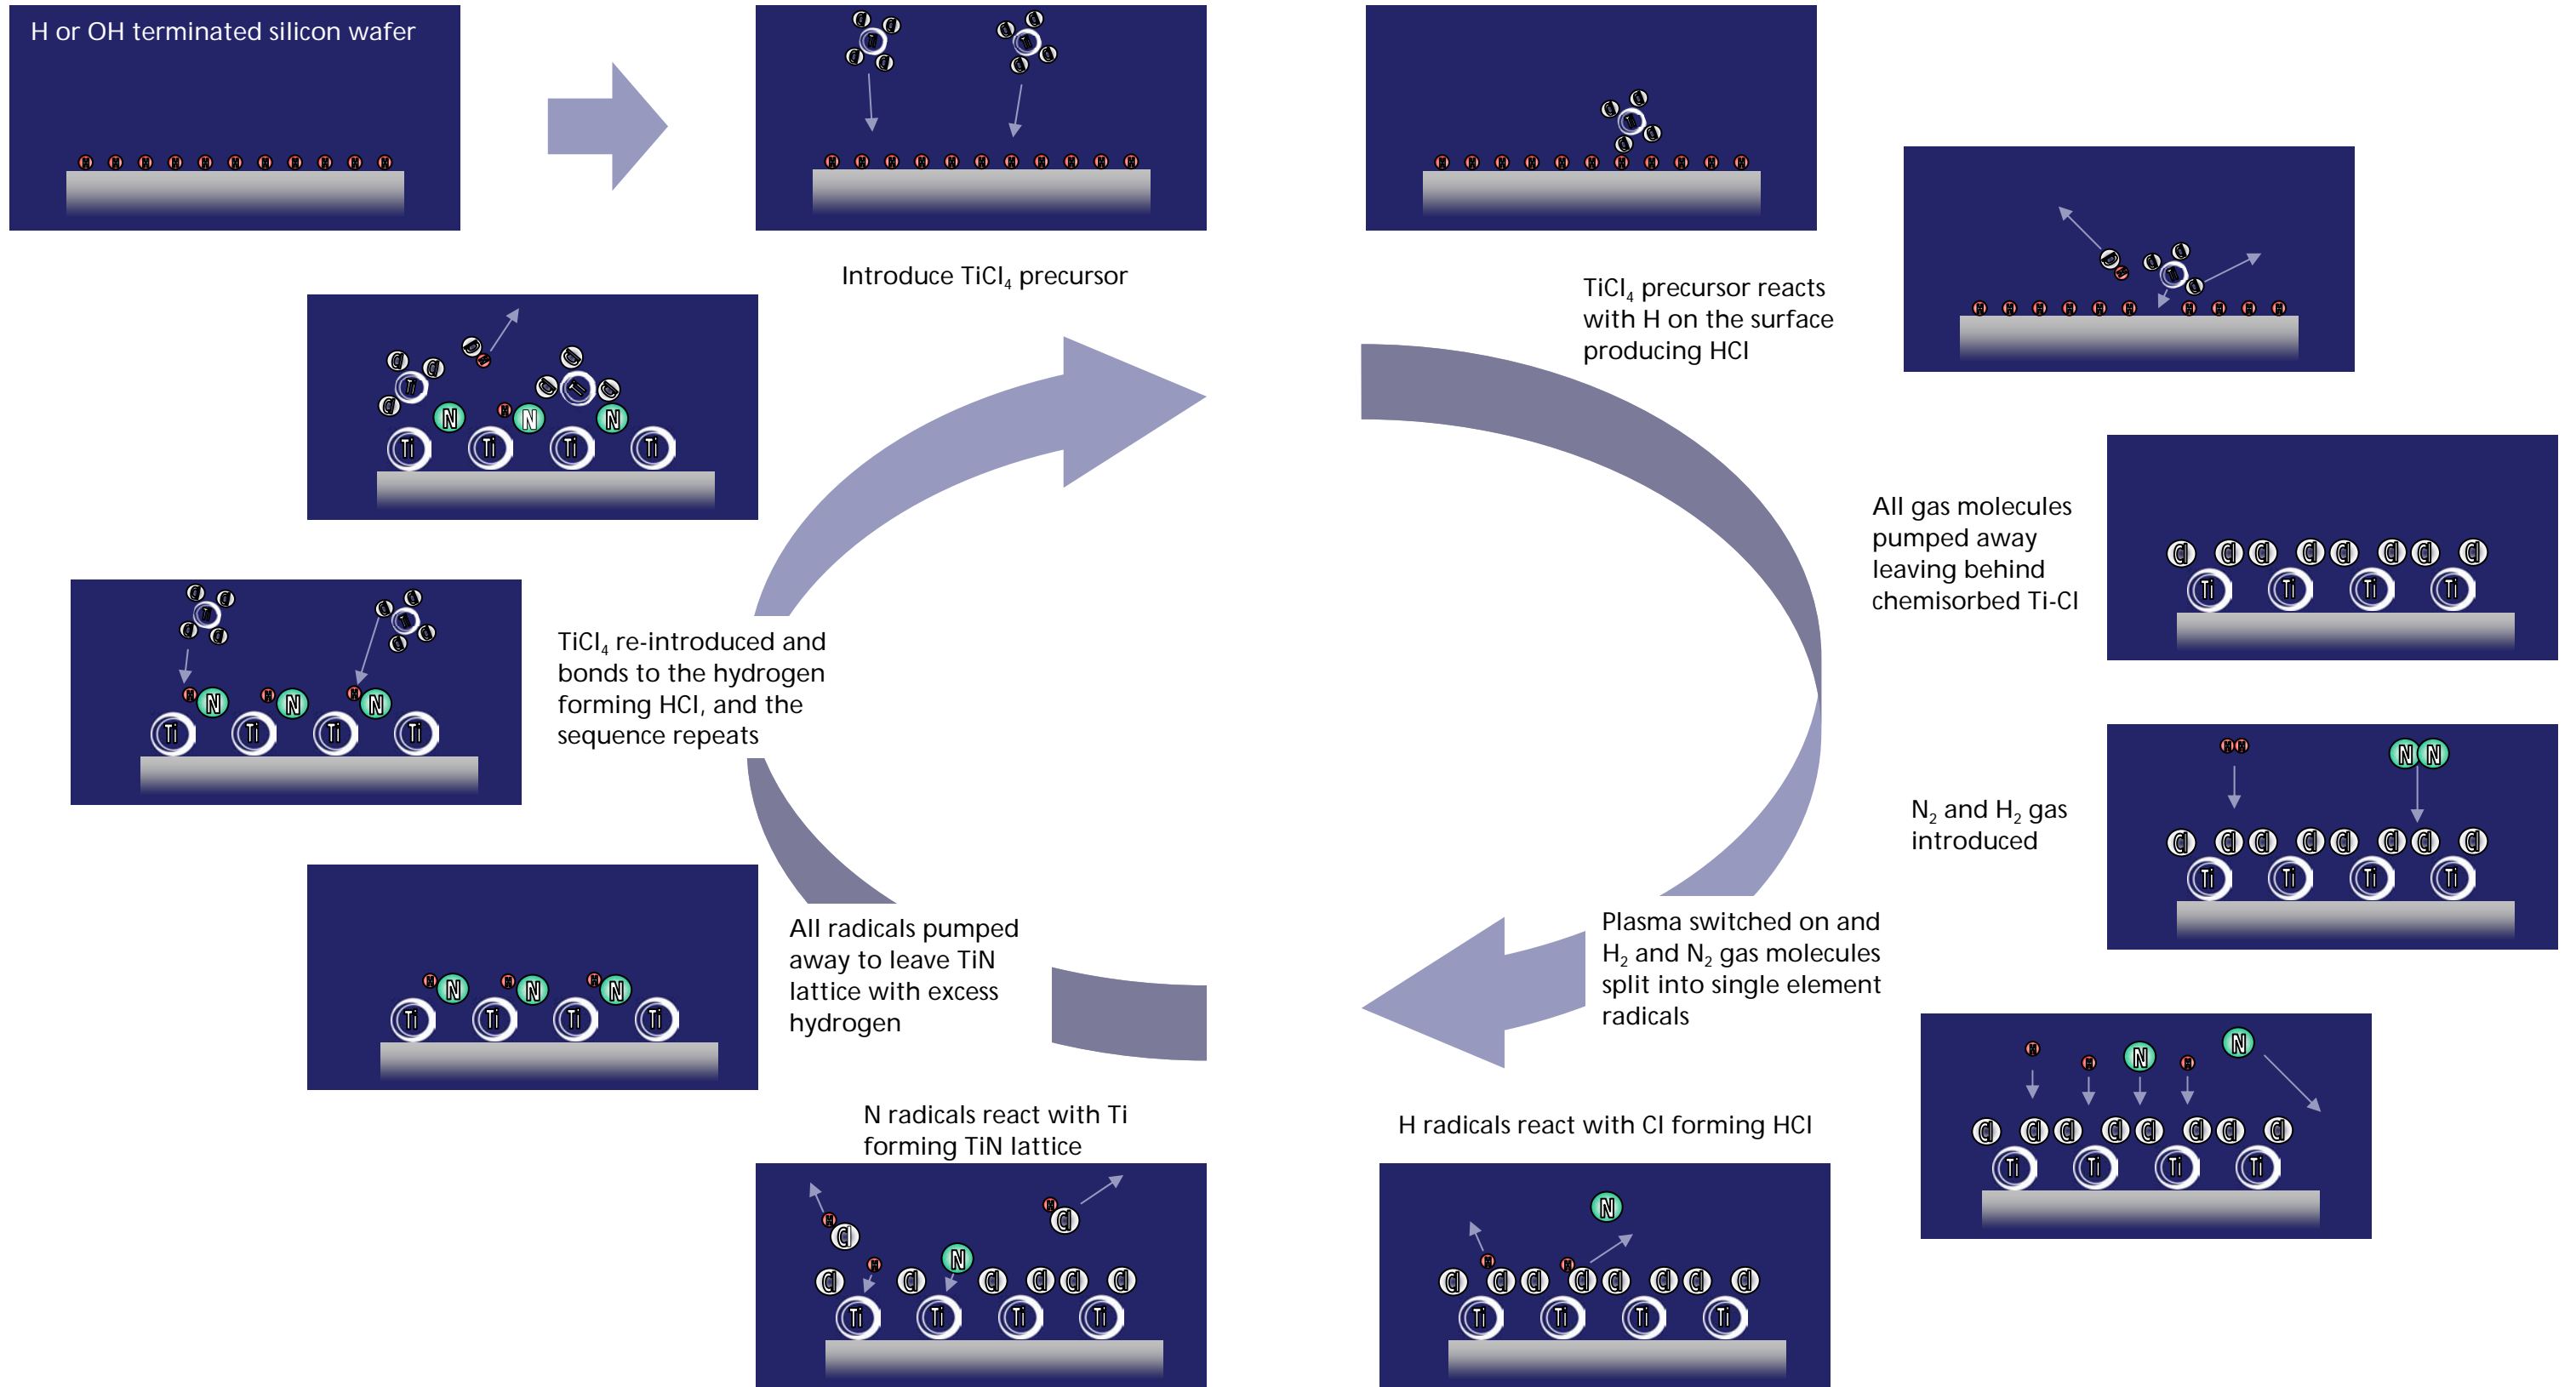 H or OH terminated silicon wafer
Introduce TiCl₄ precursor
TiCl₄ precursor reacts
with H on the surface
producing HCl
All gas molecules
pumped away
leaving behind
chemisorbed Ti-Cl
N₂ and H₂ gas
introduced
Plasma switched on and
H₂ and N₂ gas molecules
split into single element
radicals
H radicals react with Cl forming HCl
N radicals react with Ti
forming TiN lattice
All radicals pumped
away to leave TiN
lattice with excess
hydrogen
TiCl₄ re-introduced and
bonds to the hydrogen
forming HCl, and the
sequence repeats